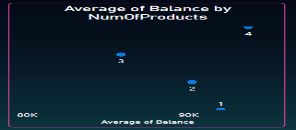 Average of Balance by
NumOfProducts
4
3
2
1
80K
90K
Average of Balance